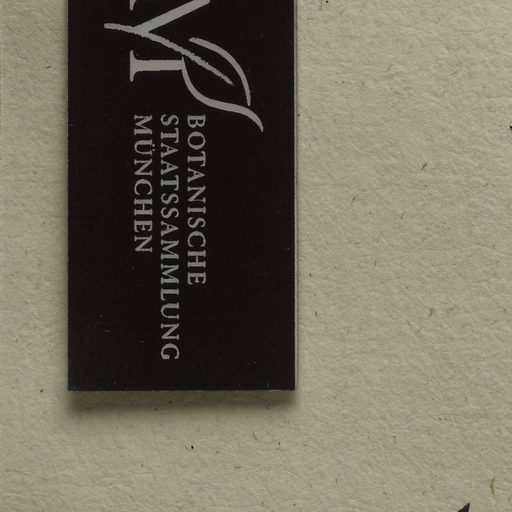 M
BOTANISCHE
STAATSSAMMLUNG
MÜNCHEN